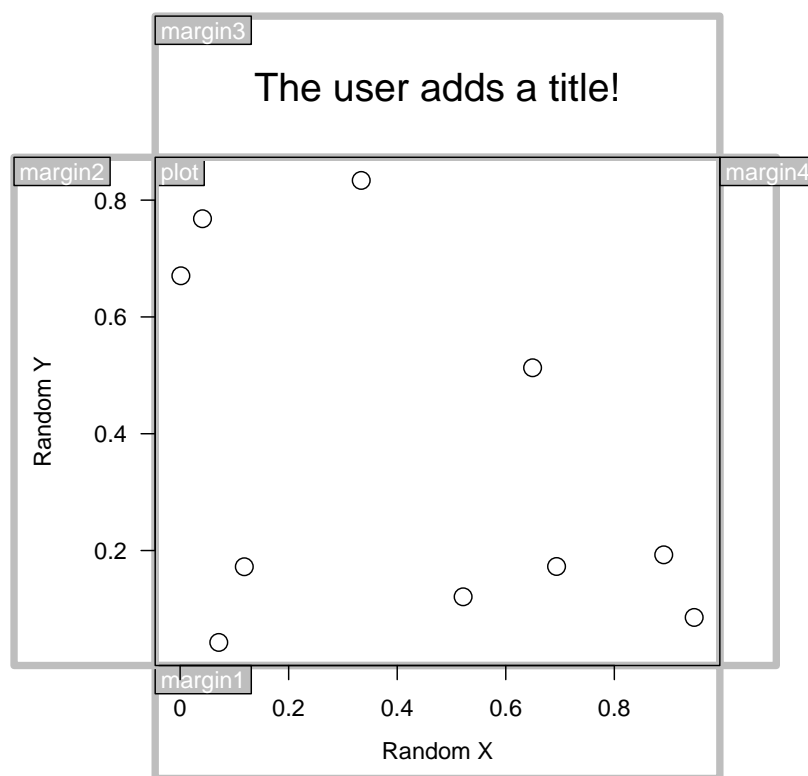 margin3
The user adds a title!
margin2
plot
margin4
0.8
0.6
0.4
0.2
Random Y
margin1
0
0.2
0.4
0.6
0.8
Random X